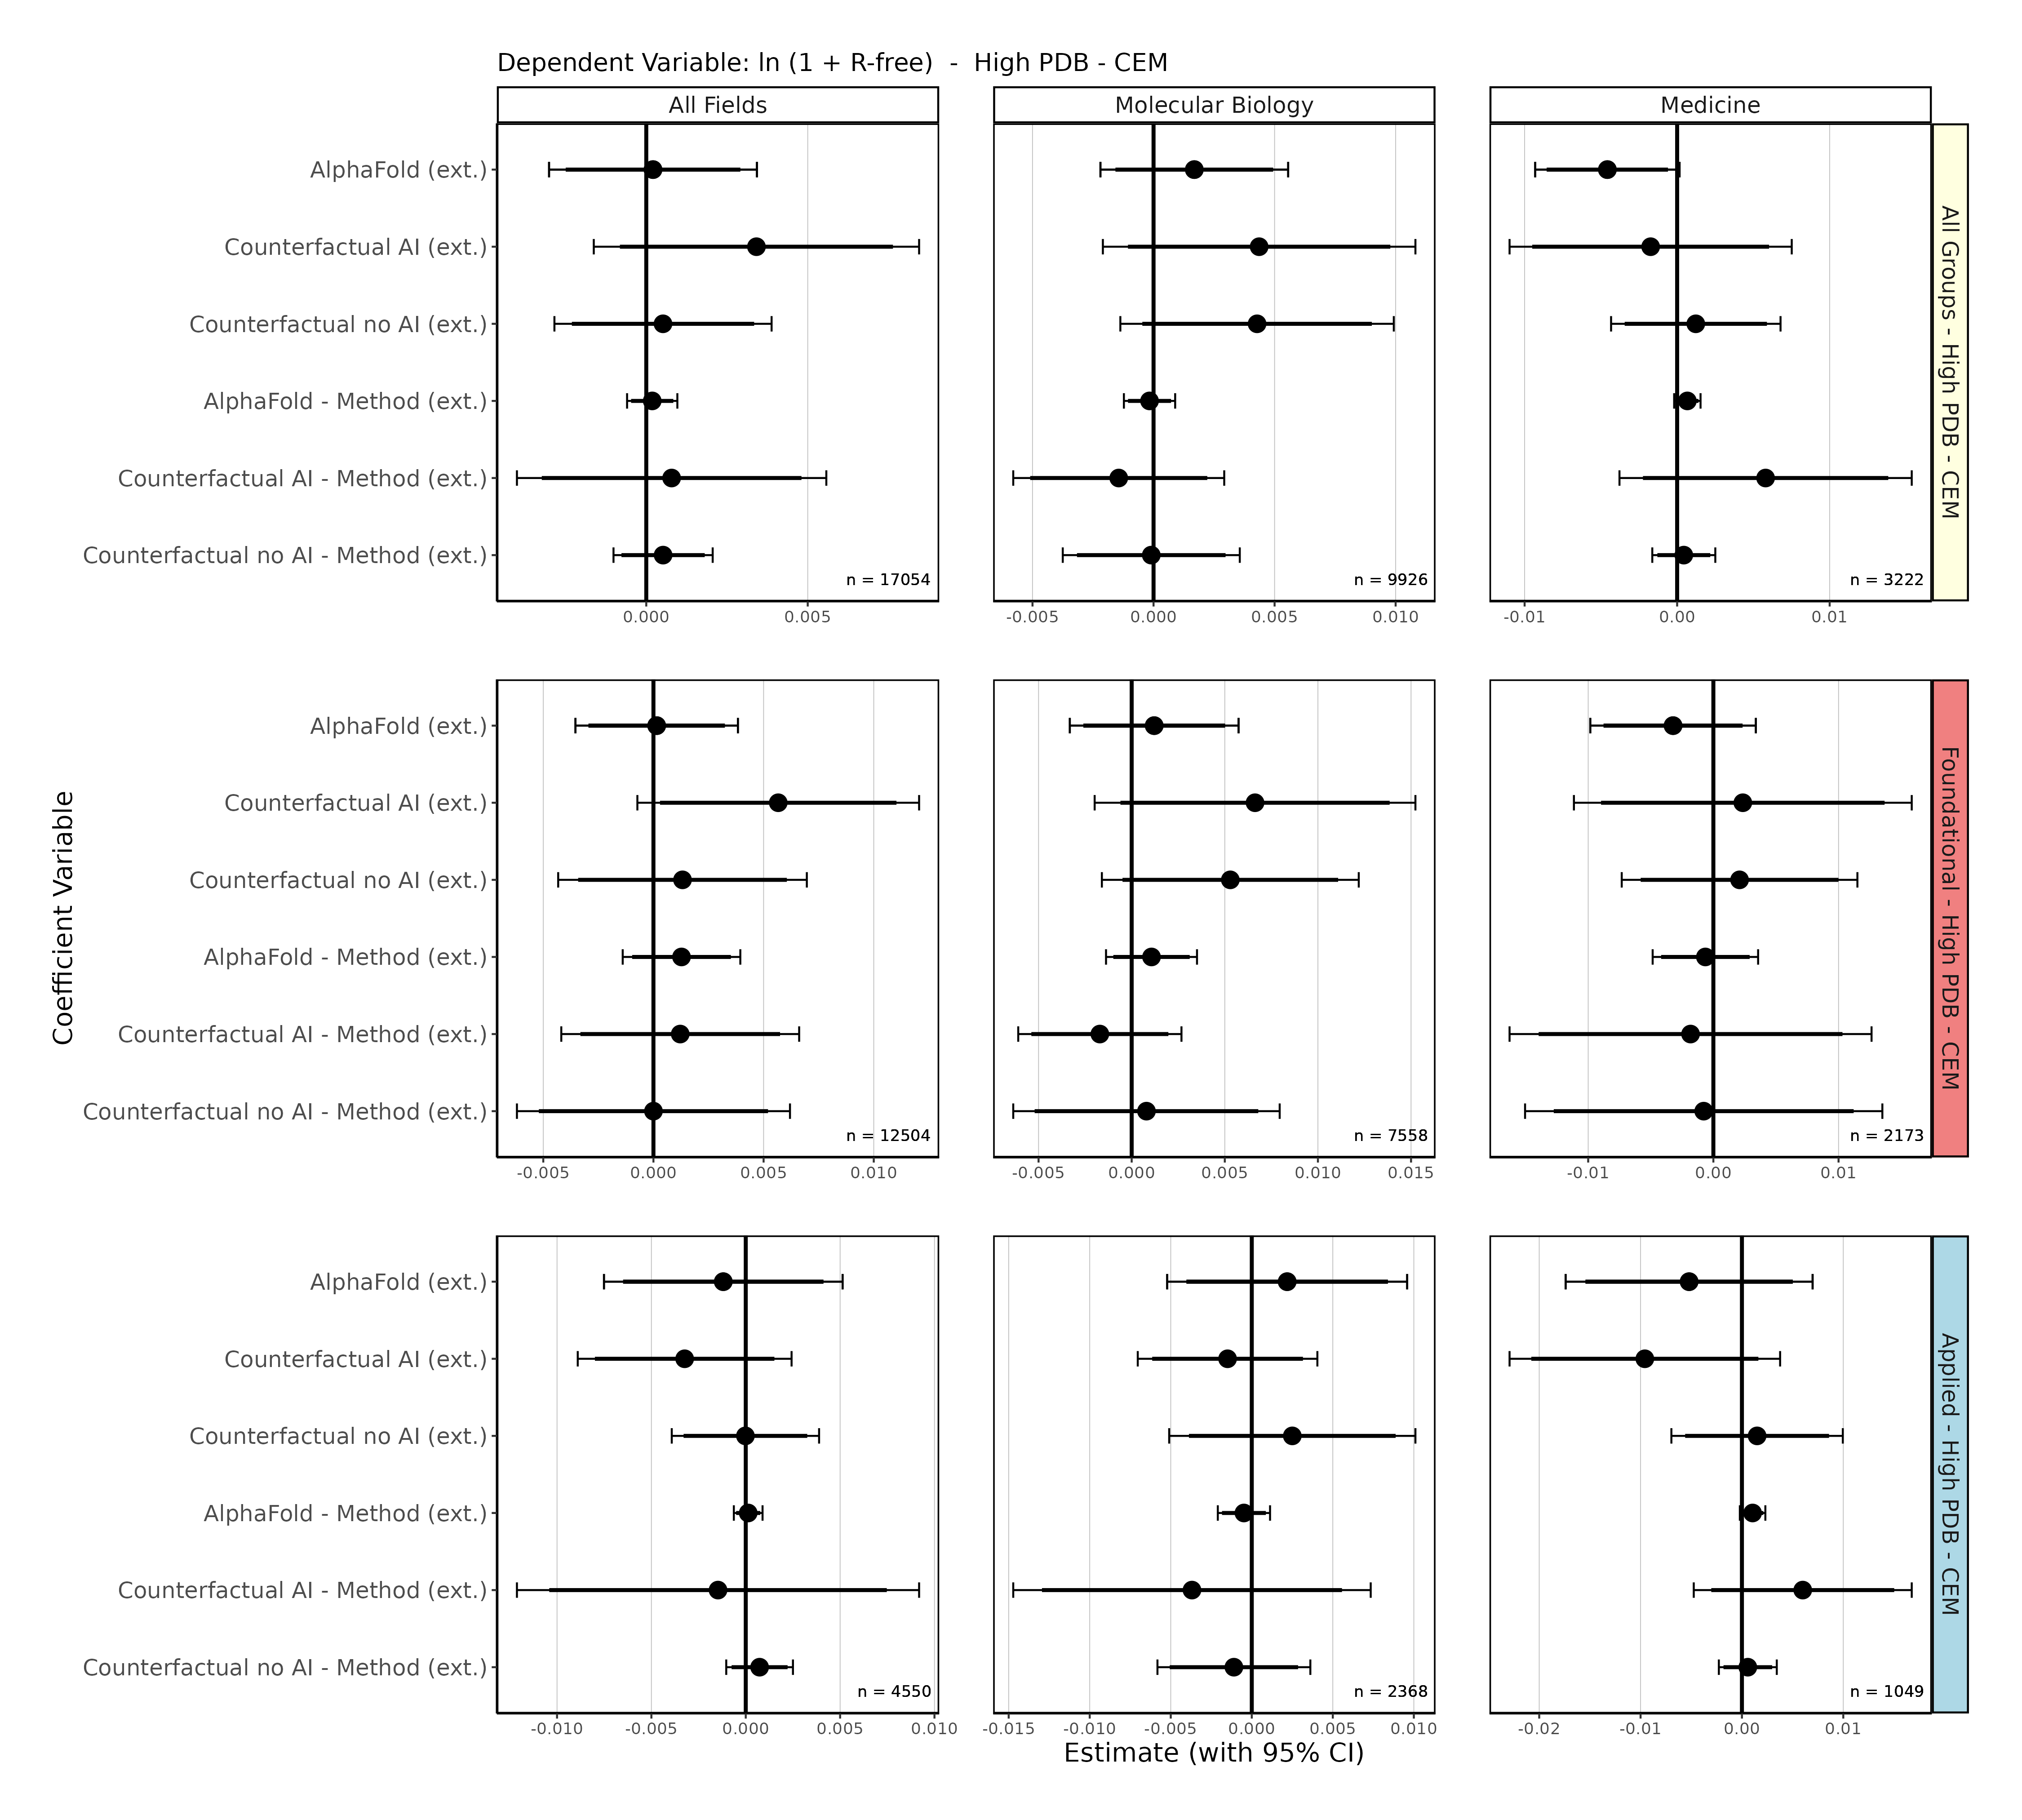 Dependent Variable: ln (1 + R-free)  -  High PDB - CEM
All Fields
Molecular Biology
Medicine
AlphaFold (ext.)
Counterfactual AI (ext.)
Counterfactual no AI (ext.)
AlphaFold - Method (ext.)
Counterfactual AI - Method (ext.)
Counterfactual no AI - Method (ext.)
n = 17054
n = 9926
n = 3222
0.000 0.005
-0.005 0.000 0.005 0.010
-0.01 0.00 0.01
All Groups - High PDB - CEM
Coefficient Variable
AlphaFold (ext.)
Counterfactual AI (ext.)
Counterfactual no AI (ext.)
AlphaFold - Method (ext.)
Counterfactual AI - Method (ext.)
Counterfactual no AI - Method (ext.)
n = 12504
n = 7558
n = 2173
-0.005 0.000 0.005 0.010
-0.005 0.000 0.005 0.010 0.015
-0.01 0.00 0.01
Foundational - High PDB - CEM
AlphaFold (ext.)
Counterfactual AI (ext.)
Counterfactual no AI (ext.)
AlphaFold - Method (ext.)
Counterfactual AI - Method (ext.)
Counterfactual no AI - Method (ext.)
n = 4550
n = 2368
n = 1049
-0.010 -0.005 0.000 0.005 0.010
-0.015 -0.010 -0.005 0.000 0.005 0.010
-0.02 -0.01 0.00 0.01
Applied - High PDB - CEM
Estimate (with 95% CI)